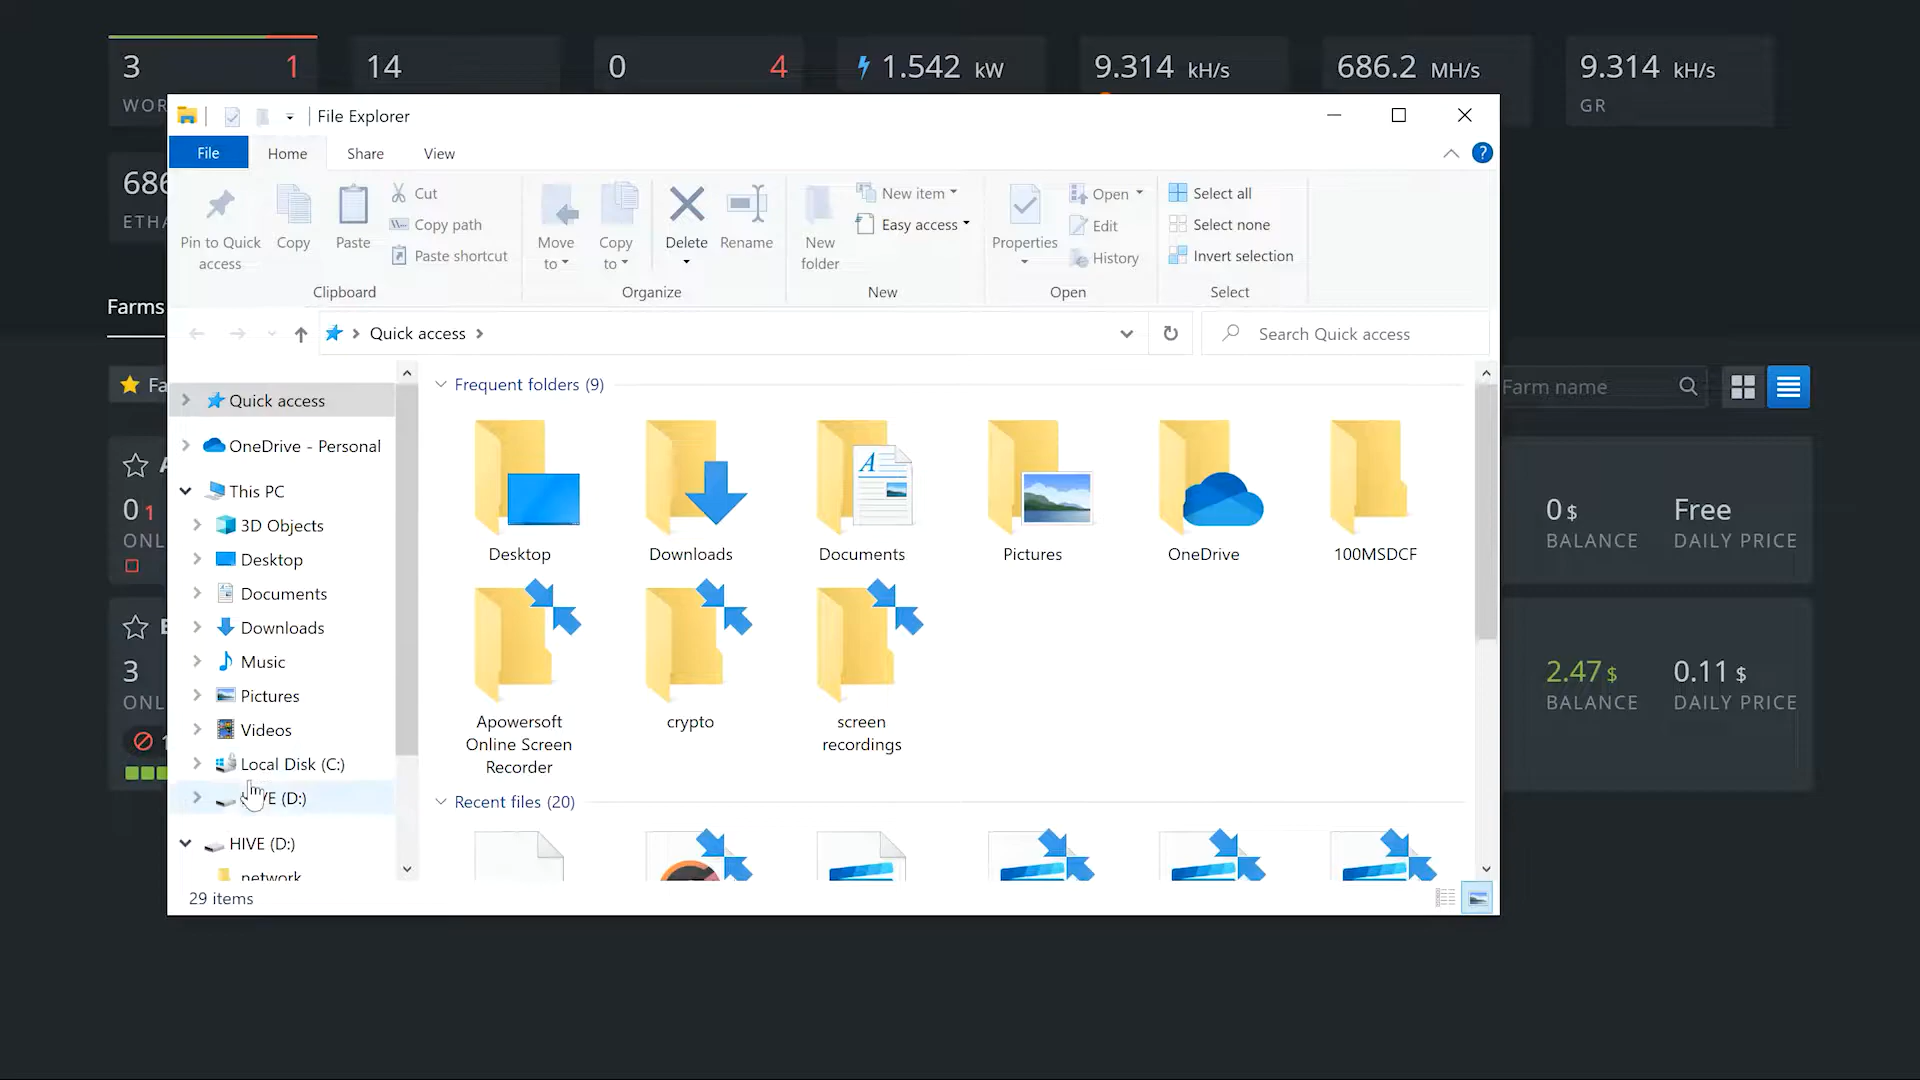 3 1 14 0 4 1.542 kW 9.314 kH/s 686.2 MH/s 9.314 kH/s
GR
File Explorer
File Home Share View
Pin to Quick access
Copy
Paste
Cut
Copy path
Paste shortcut
Clipboard
Move to
Copy to
Delete
Rename
Organize
New folder
New item
Easy access
New
Properties
Open
Edit
History
Open
Select all
Select none
Invert selection
Select
Farms
Quick access
Search Quick access
Farm name
Quick access
OneDrive - Personal
This PC
3D Objects
Desktop
Documents
Downloads
Music
Pictures
Videos
Local Disk (C:)
(D:)
HIVE (D:)
network
Frequent folders (9)
Desktop
Downloads
Documents
Pictures
OneDrive
100MSDCF
Apowersoft
Online Screen
Recorder
crypto
screen
recordings
Recent files (20)
29 items
0 1
3
0 $
BALANCE
Free
DAILY PRICE
2.47 $
BALANCE
0.11 $
DAILY PRICE